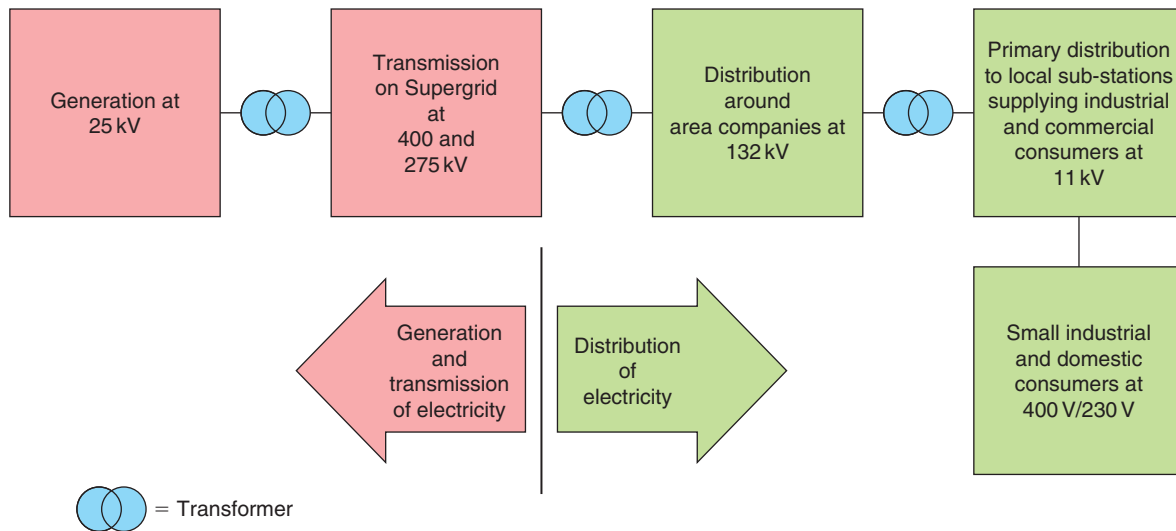 Generation at
25 kV
Transmission
on Supergrid
at
400 and
275 kV
Distribution
around
area companies at
132 kV
Primary distribution
to local sub-stations
supplying industrial
and commercial
consumers at
11 kV
Generation
and
transmission
of electricity
Distribution
of
electricity
Small industrial
and domestic
consumers at
400 V/230 V
= Transformer